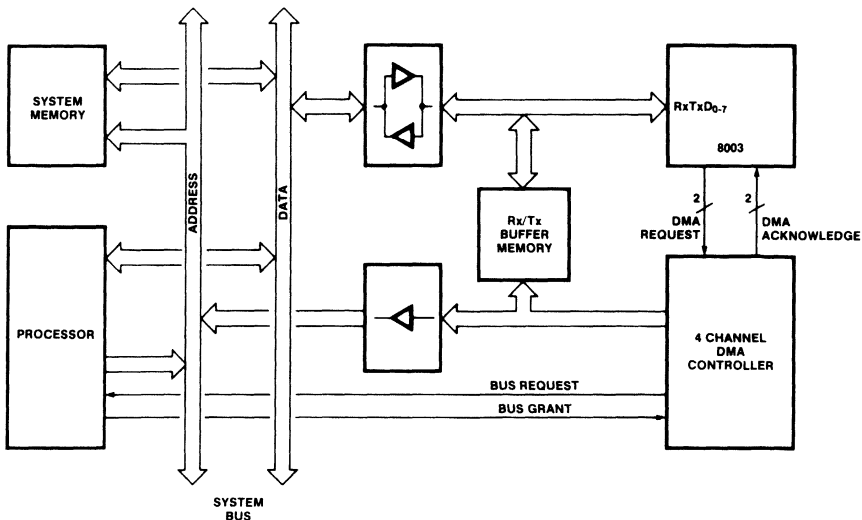 SYSTEM
MEMORY
ADDRESS
DATA
RxTxD0-7
8003
2
DMA
REQUEST
2
DMA
ACKNOWLEDGE
Rx/Tx
BUFFER
MEMORY
PROCESSOR
4 CHANNEL
DMA
CONTROLLER
BUS REQUEST
BUS GRANT
SYSTEM
BUS